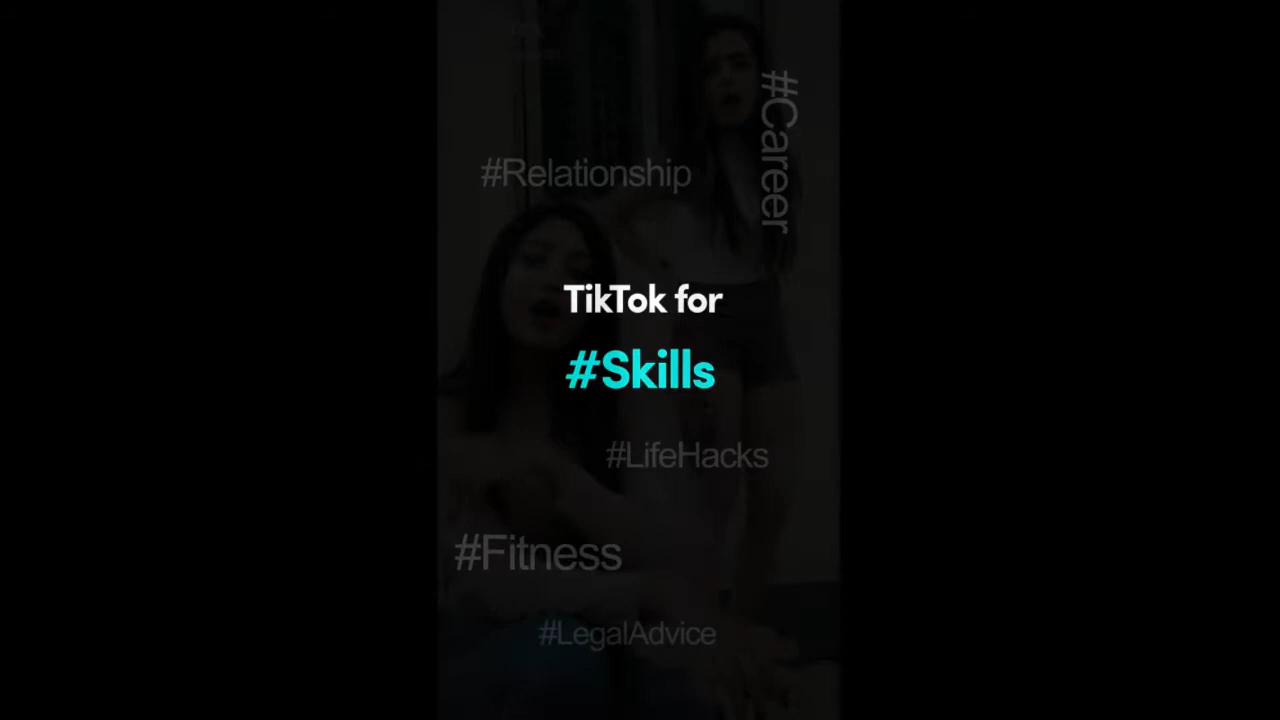 #Career
#Relationship
TikTok for
#Skills
#LifeHacks
#Fitness
#LegalAdvice